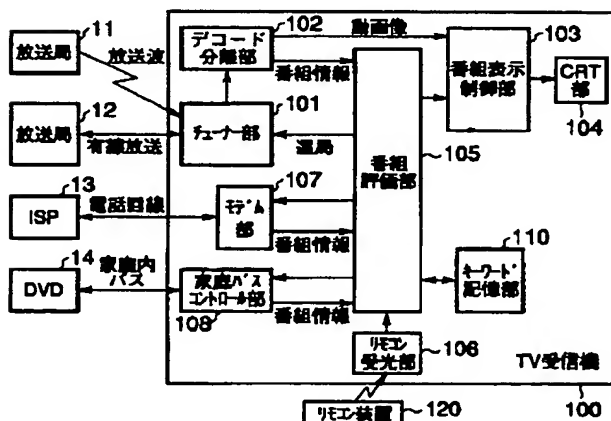 11
放送局
放送波
102
デコード
分離部
動画像
番組情報
103
番組表示
制御部
CRT
部
104
12
放送局
有線放送
101
チューナー部
選局
105
番組
評価部
13
ISP
電話回線
107
モデム
部
番組情報
14
DVD
家庭内
バス
家庭バス
コントロール部
108
番組情報
110
キーワード
記憶部
リモコン
受光部
106
TV受信機
100
リモコン装置
120